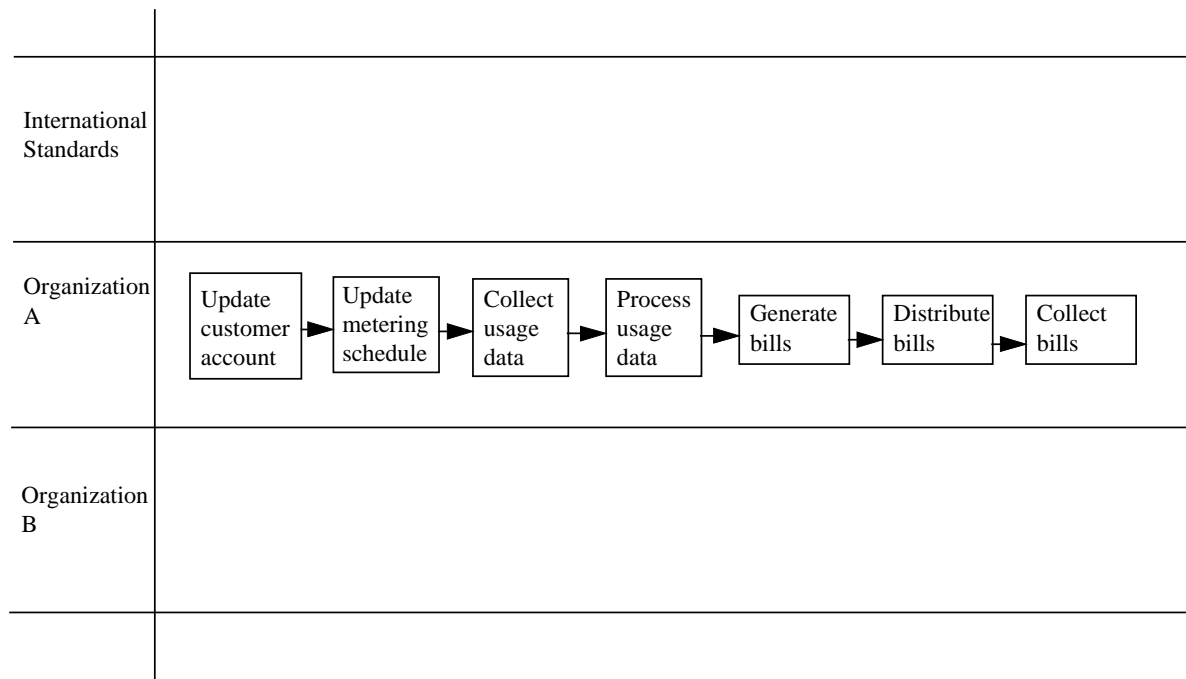 International
Standards
Organization
A
Update
customer
account
Update
metering
schedule
Collect
usage
data
Process
usage
data
Generate
bills
Distribute
bills
Collect
bills
Organization
B